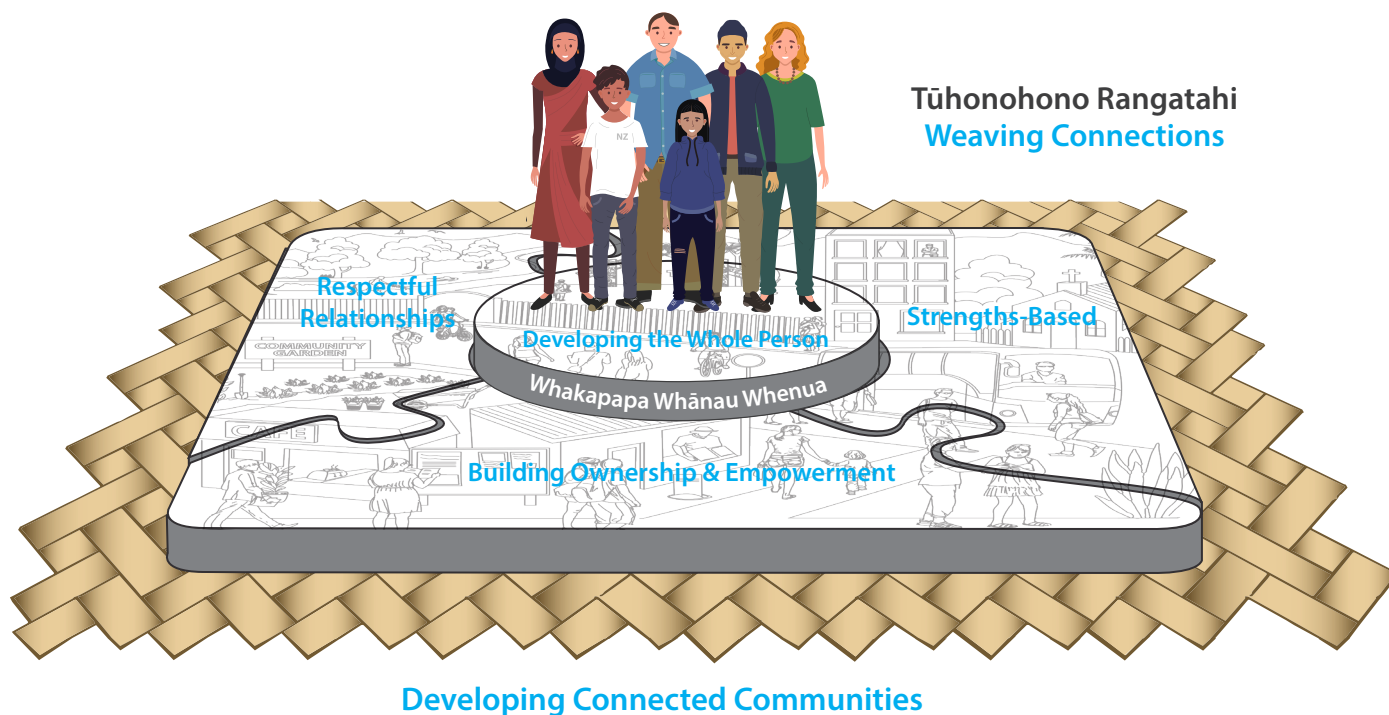 Tūhonohono Rangatahi
Weaving Connections
NZ
Respectful
Relationships
Strengths-Based
Developing the Whole Person
COMMUNITY
GARDEN
Whakapapa Whānau Whenua
CAFE
Building Ownership & Empowerment
Developing Connected Communities